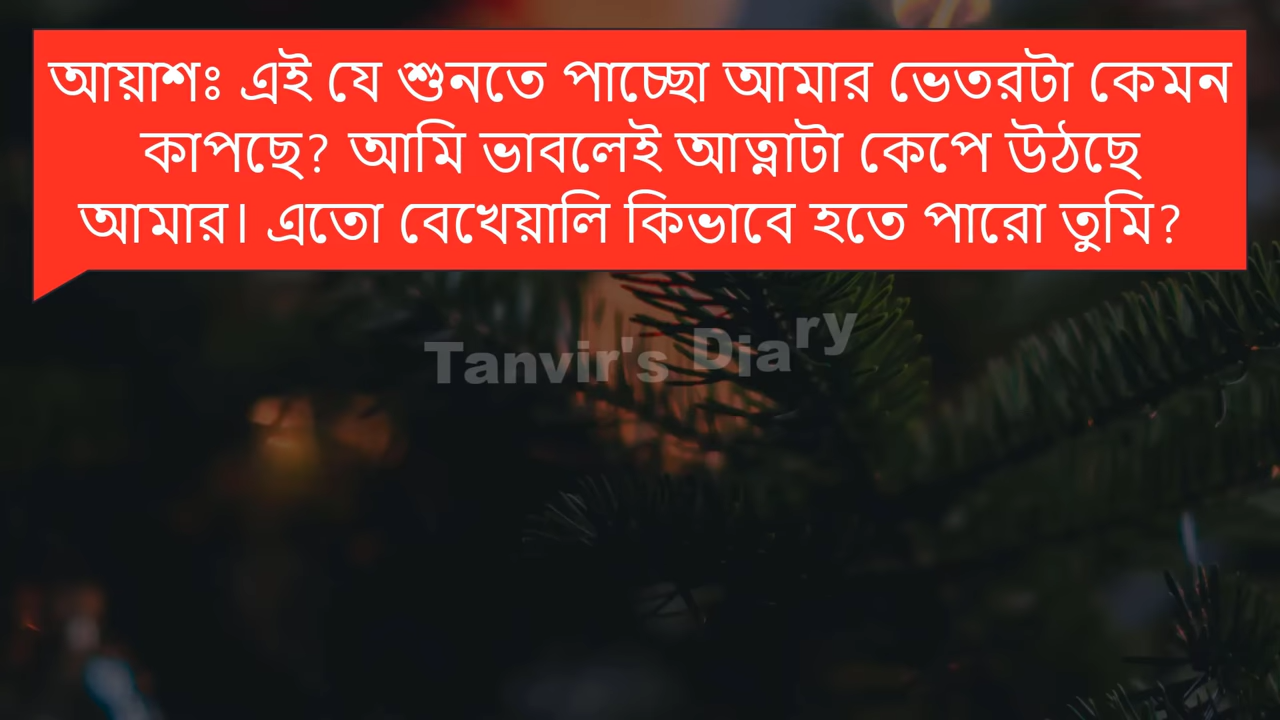 আয়াশঃ এই যে শুনতে পাচ্ছো আমার ভেতরটা কেমন
কাপছে? আমি ভাবলেই আত্নাটা কেপে উঠছে
আমার। এতো বেখেয়ালি কিভাবে হতে পারো তুমি?
Tanvir's Diary